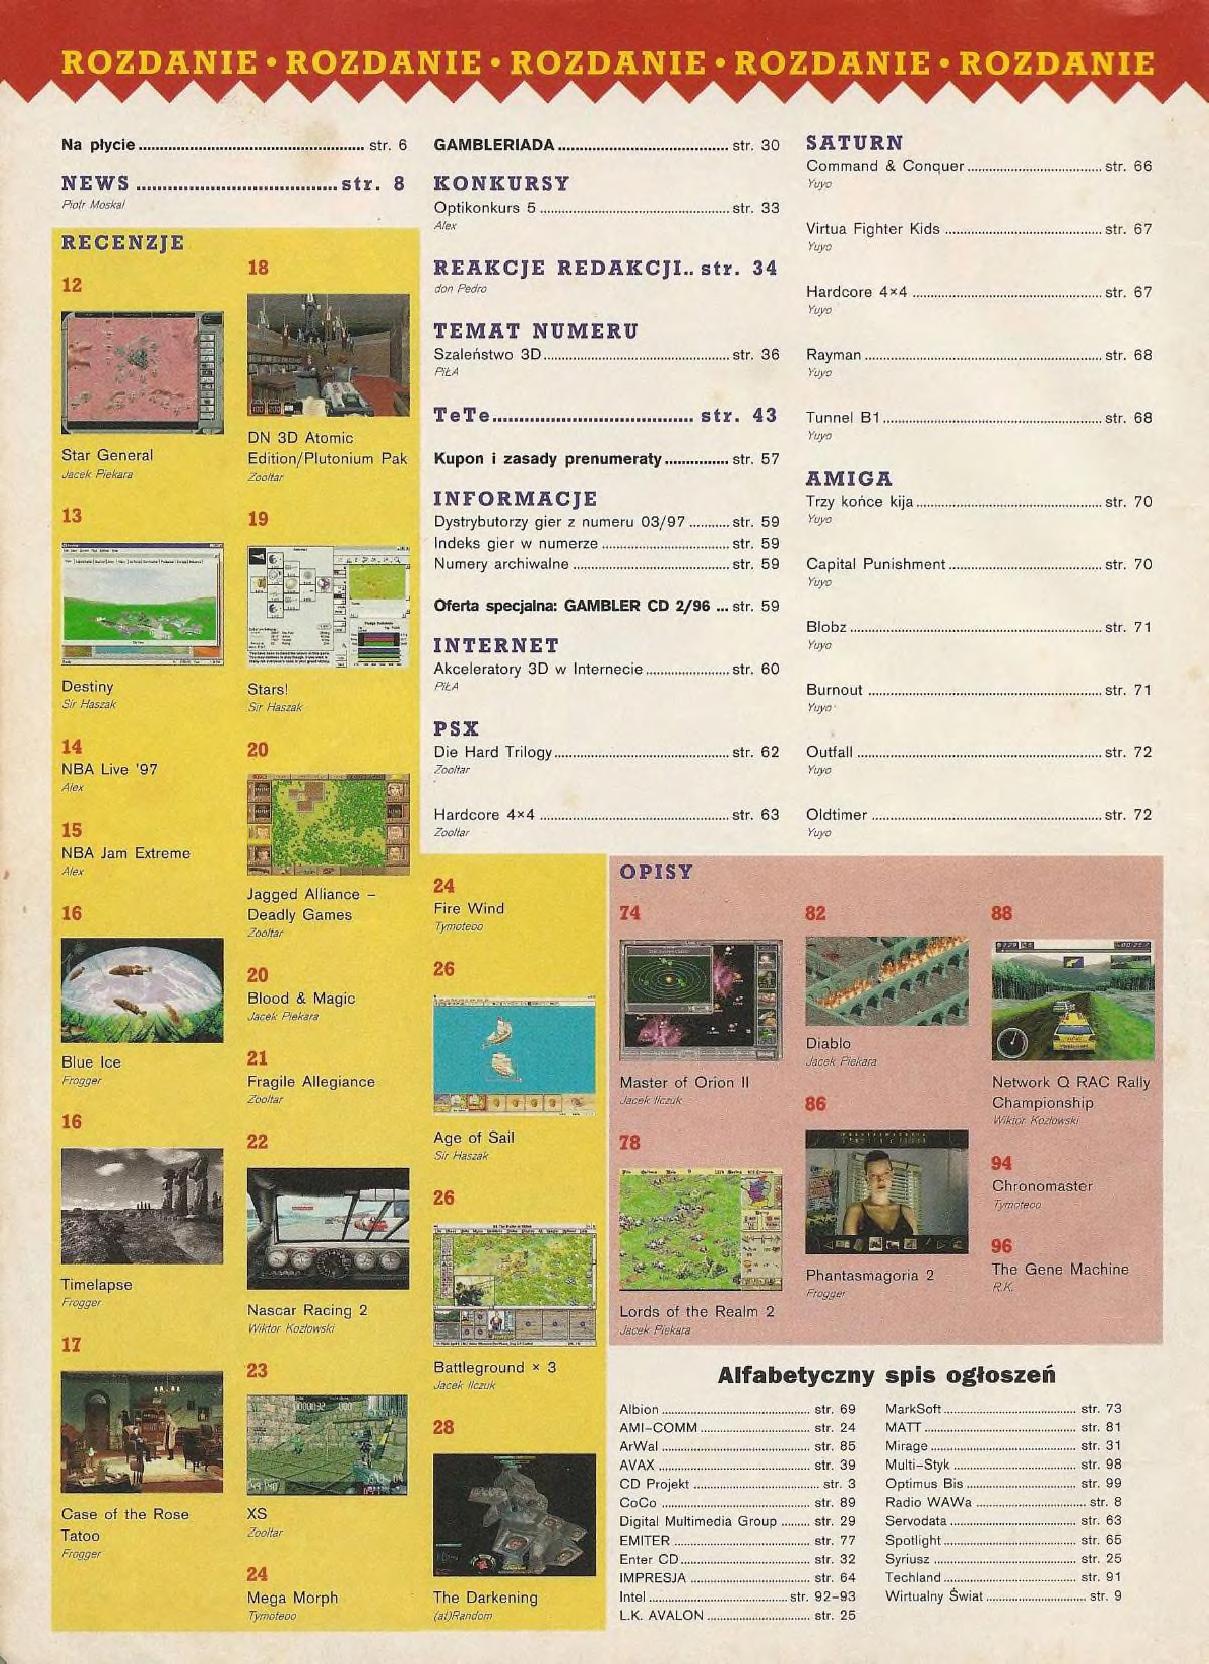 ROZDANIE • ROZDANIE • ROZDANIE • ROZDANIE • ROZDANIE
Na płycie ........ str. 6
NEWS ........ str. 8
Piotr Moskal
RECENZJE
12
Star General
Jacek Piekara
13
Destiny
Sir Haszak
14
NBA Live '97
Alex
15
NBA Jam Extreme
Alex
16
Blue Ice
Frogger
16
Timelapse
Frogger
17
Case of the Rose
Tatoo
Frogger
18
DN 3D Atomic
Edition/Plutonium Pak
Zooltar
19
Stars!
Sir Haszak
20
Jagged Alliance –
Deadly Games
Zooltar
20
Blood & Magic
Jacek Piekara
21
Fragile Allegiance
Zooltar
22
Nascar Racing 2
Wiktor Kozłowski
23
XS
Zooltar
24
Mega Morph
Tymoteoo
24
Fire Wind
Tymoteoo
26
Age of Sail
Sir Haszak
26
Battleground × 3
Jacek Ilczuk
28
The Darkening
(at)Random
GAMBLERIADA ........ str. 30
KONKURSY
Optikonkurs 5 ........ str. 33
Alex
REAKCJE REDAKCJI.. str. 34
don Pedro
TEMAT NUMERU
Szaleństwo 3D ........ str. 36
PIŁA
TeTe ........ str. 43
Kupon i zasady prenumeraty ........ str. 57
INFORMACJE
Dystrybutorzy gier z numeru 03/97 ........ str. 59
Indeks gier w numerze ........ str. 59
Numery archiwalne ........ str. 59
Oferta specjalna: GAMBLER CD 2/96 ... str. 59
INTERNET
Akceleratory 3D w Internecie ........ str. 60
PIŁA
PSX
Die Hard Trilogy ........ str. 62
Zooltar
Hardcore 4×4 ........ str. 63
Zooltar
SATURN
Command & Conquer ........ str. 66
Yuyo
Virtua Fighter Kids ........ str. 67
Yuyo
Hardcore 4×4 ........ str. 67
Yuyo
Rayman ........ str. 68
Yuyo
Tunnel B1 ........ str. 68
Yuyo
AMIGA
Trzy końce kija ........ str. 70
Yuyo
Capital Punishment ........ str. 70
Yuyo
Blobz ........ str. 71
Yuyo
Burnout ........ str. 71
Yuyo
Outfall ........ str. 72
Yuyo
Oldtimer ........ str. 72
Yuyo
OPISY
74
Master of Orion II
Jacek Ilczuk
78
Lords of the Realm 2
Jacek Piekara
82
Diablo
Jacek Piekara
86
Phantasmagoria 2
Frogger
88
Network Q RAC Rally
Championship
Wiktor Kozłowski
94
Chronomaster
Tymoteoo
96
The Gene Machine
R.K.
Alfabetyczny spis ogłoszeń
Albion ........ str. 69
AMI–COMM ........ str. 24
ArWal ........ str. 85
AVAX ........ str. 39
CD Projekt ........ str. 3
CoCo ........ str. 89
Digital Multimedia Group ........ str. 29
EMITER ........ str. 77
Enter CD ........ str. 32
IMPRESJA ........ str. 64
Intel ........ str. 92–93
L.K. AVALON ........ str. 25
MarkSoft ........ str. 73
MATT ........ str. 81
Mirage ........ str. 31
Multi–Styk ........ str. 98
Optimus Bis ........ str. 99
Radio WAWa ........ str. 8
Servodata ........ str. 63
Spotlight ........ str. 65
Syriusz ........ str. 25
Techland ........ str. 91
Wirtualny Świat ........ str. 9